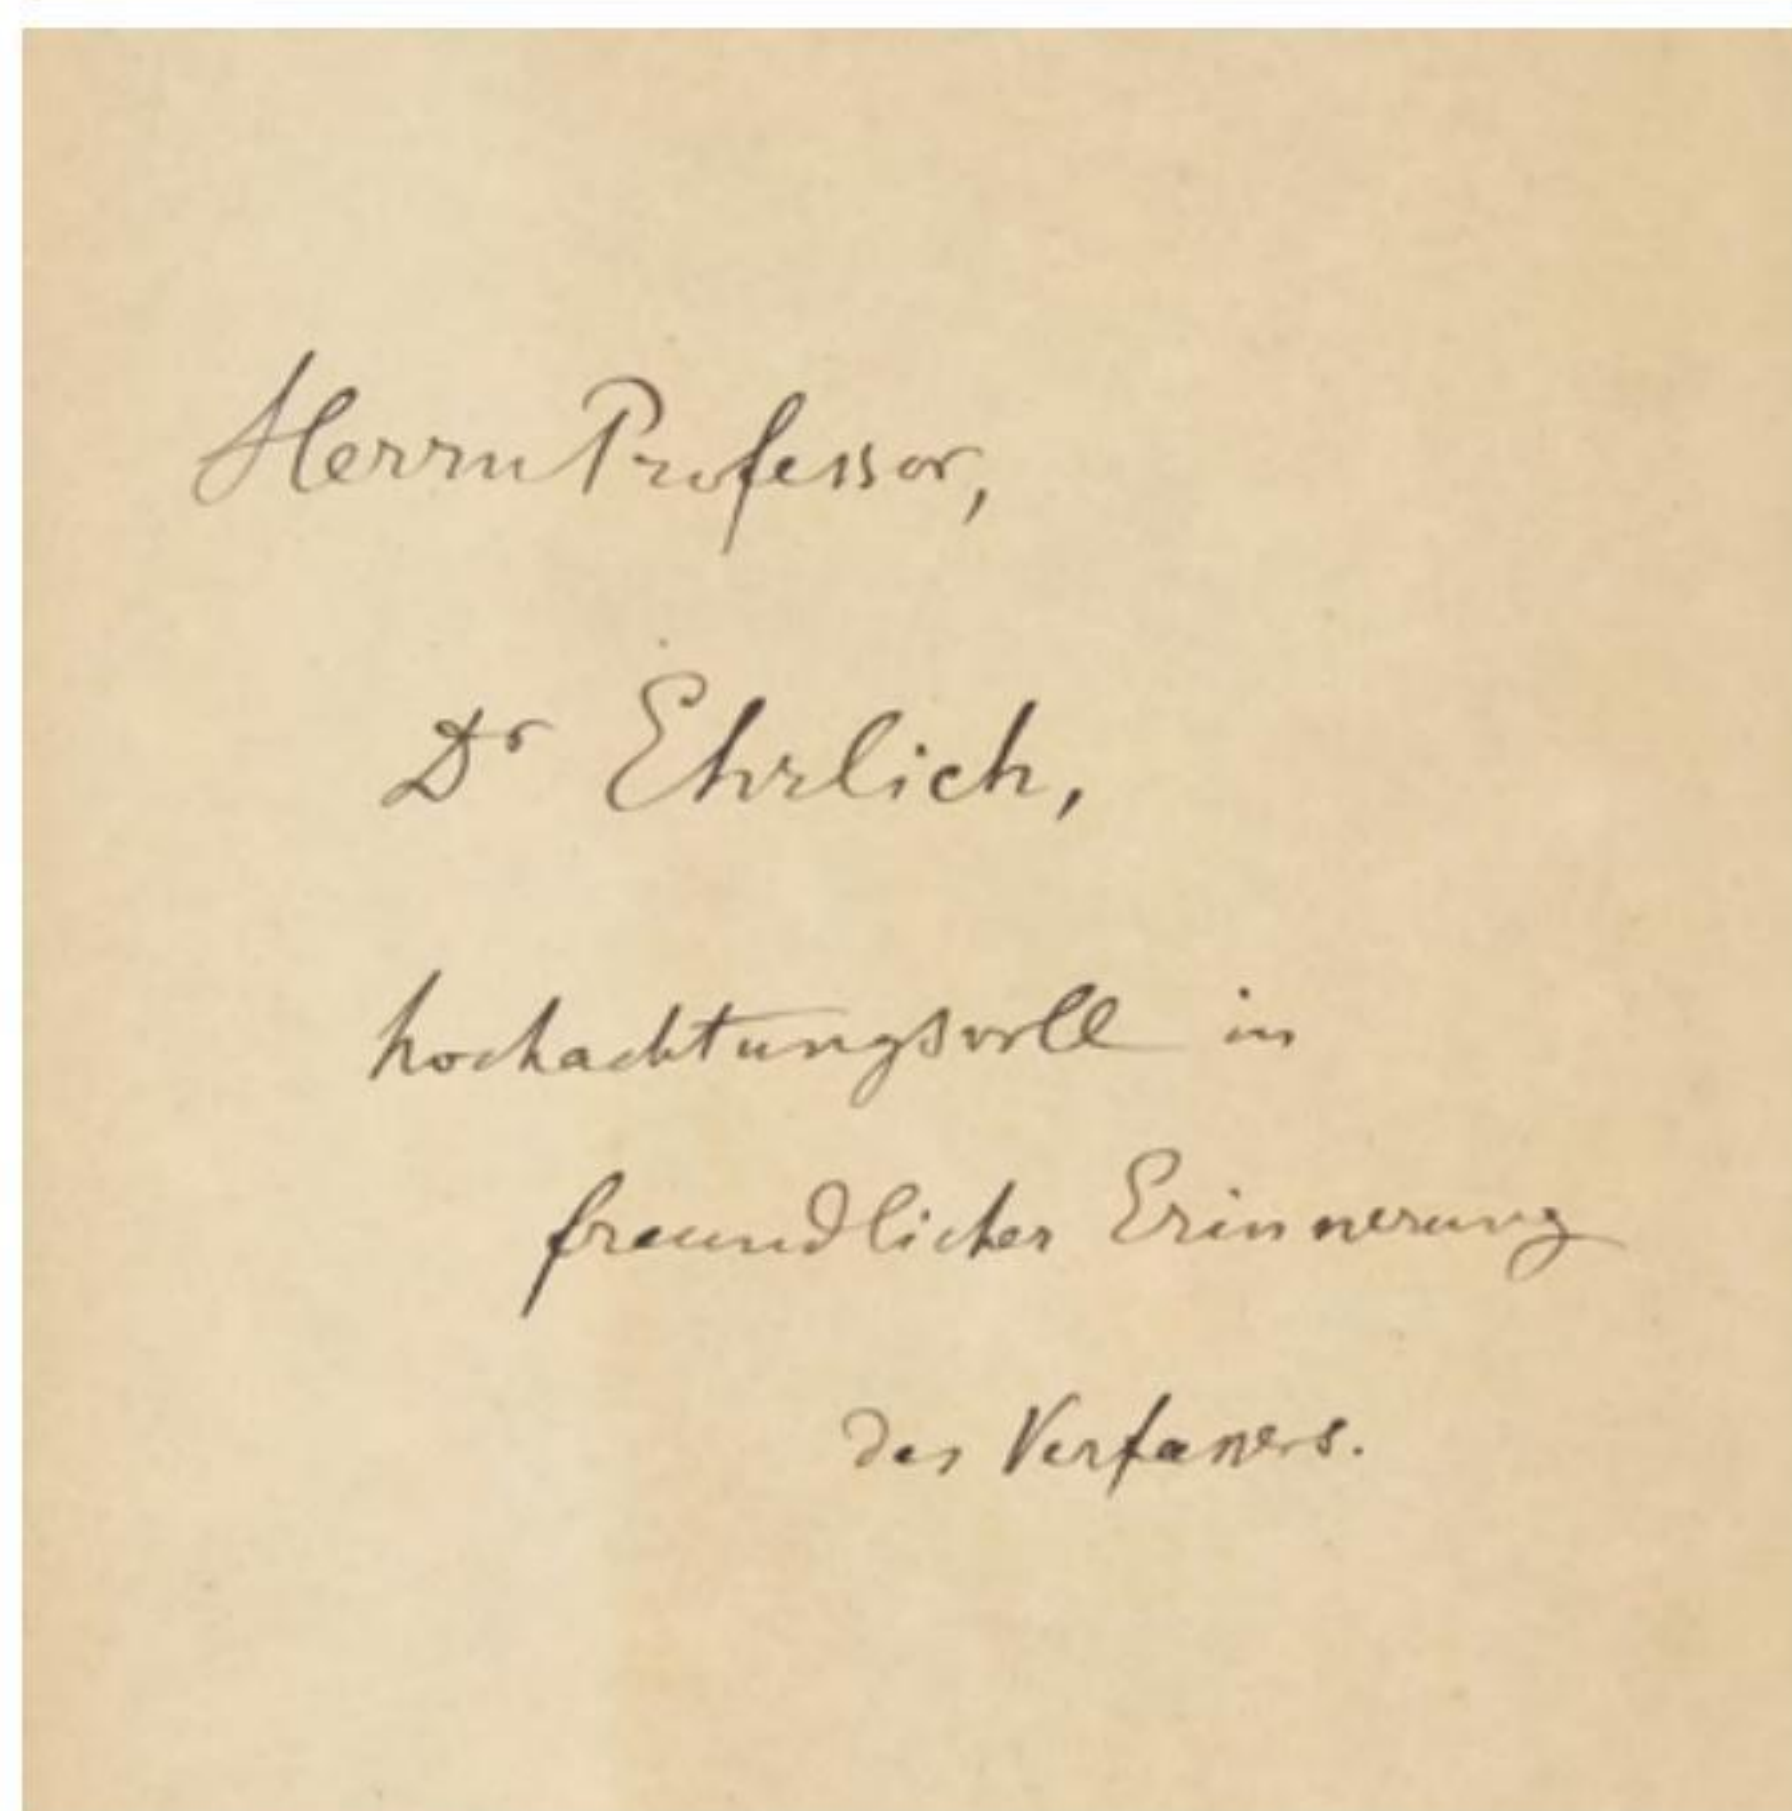 Herrn Professor,
Dr Ehrlich,
hochachtungsvoll in
freundlicher Erinnerung
des Verfassers.